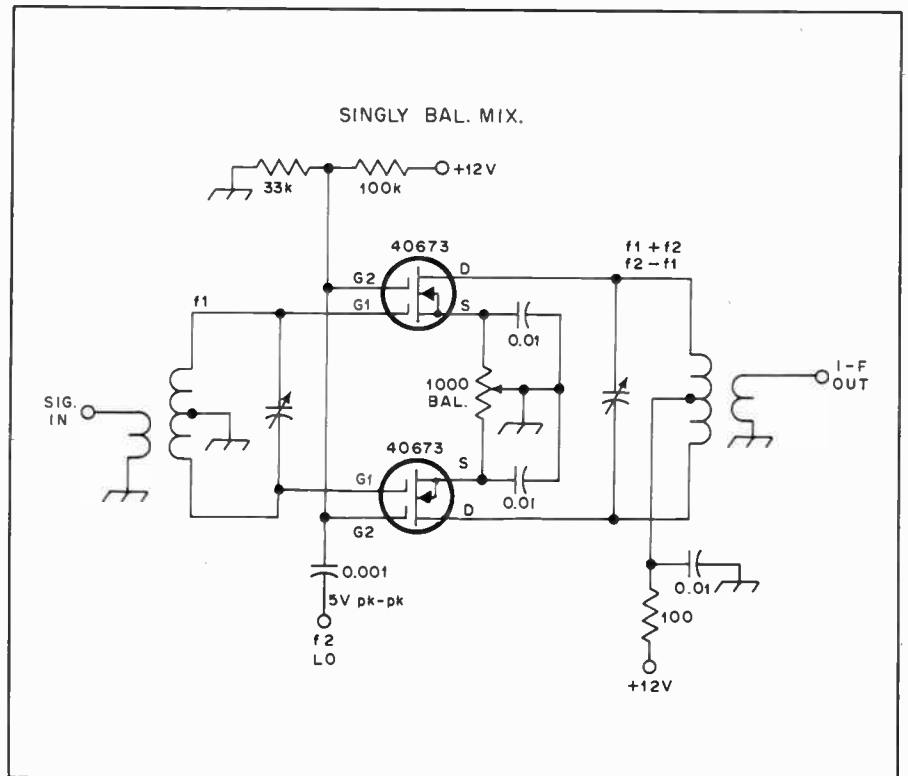 SINGLY BAL. MIX.
33k
100k
+12V
40673
G2
G1
D
S
f1
f1 + f2
f2 - f1
0.01
1000
BAL.
SIG.
IN
I-F
OUT
40673
G1
G2
S
D
0.01
0.001
5V pk-pk
f2
LO
0.01
100
+12V